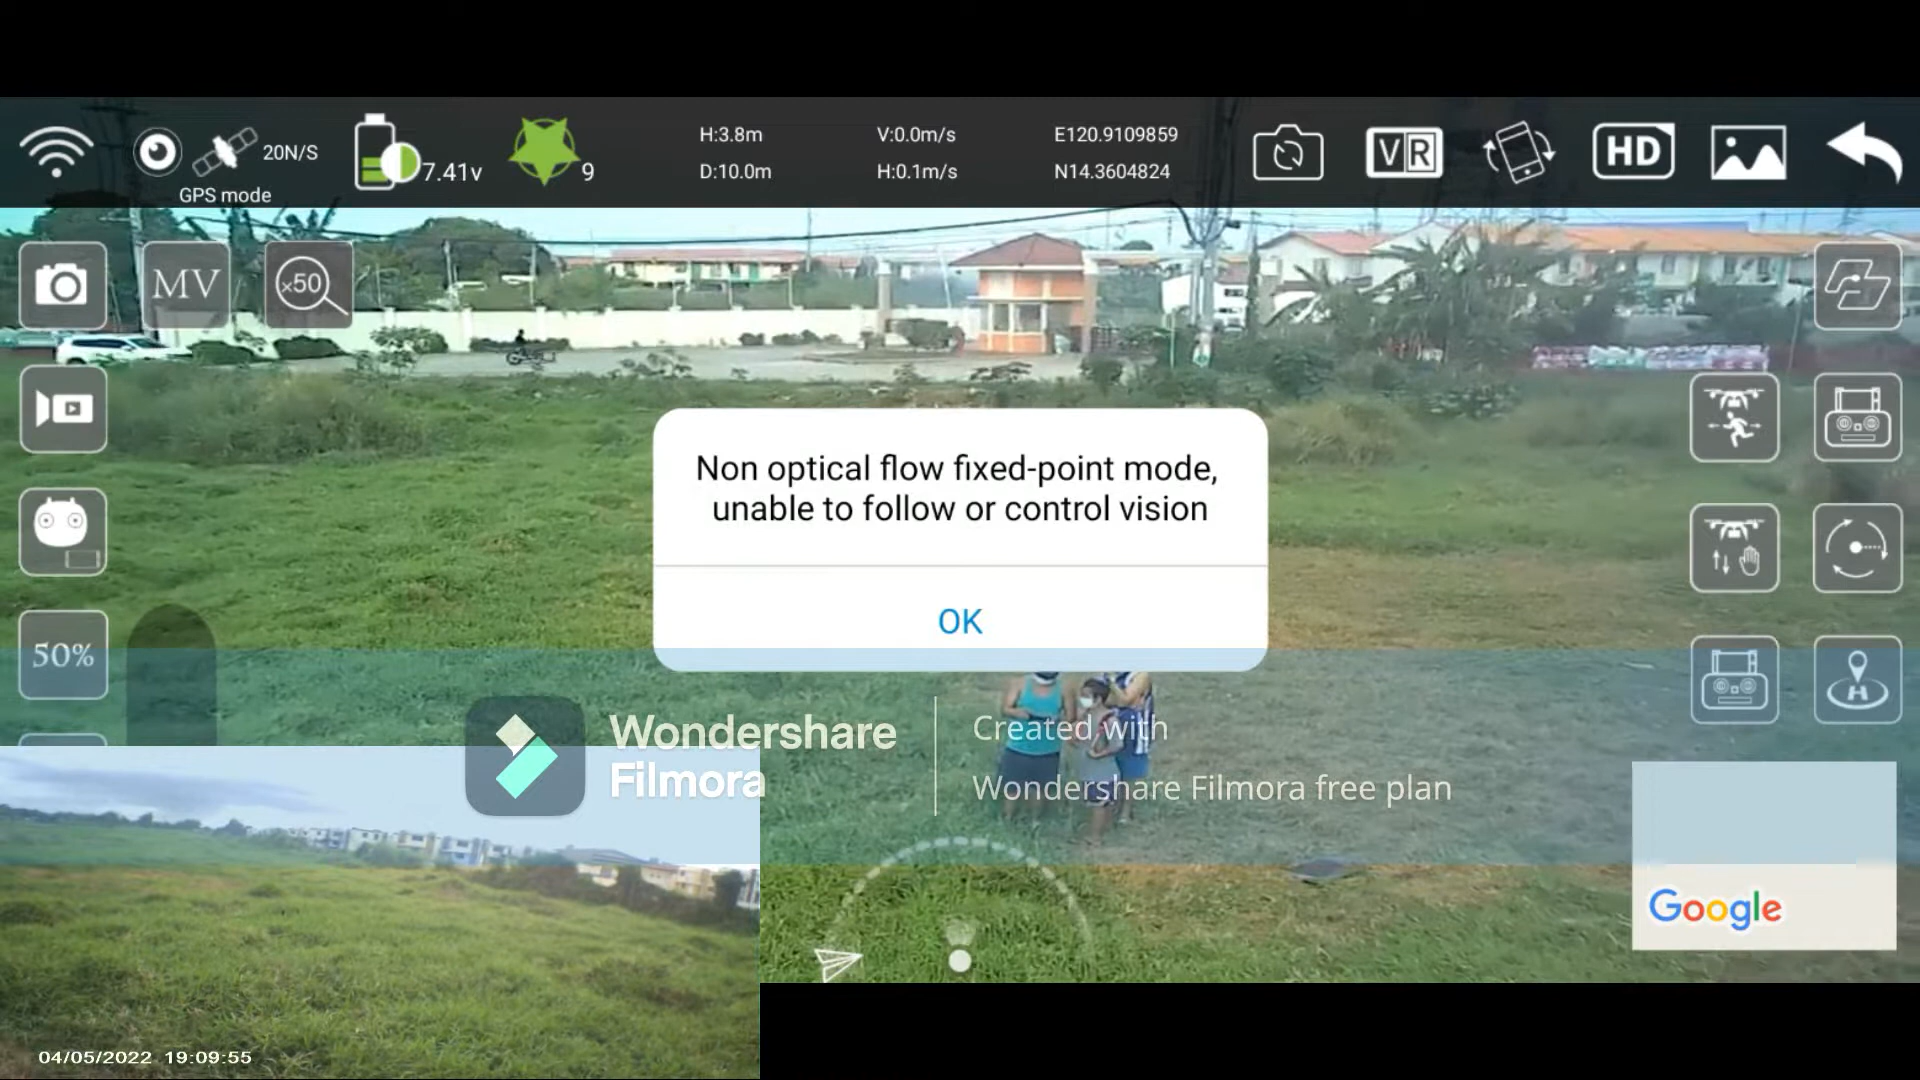 20N/S
GPS mode
7.41v
9
H:3.8m
D:10.0m
V:0.0m/s
H:0.1m/s
E120.9109859
N14.3604824
VR
HD
MV
x50
Non optical flow fixed-point mode,
unable to follow or control vision
OK
50%
H
Wondershare
Filmora
Created with
Wondershare Filmora free plan
Google
04/05/2022 19:09:55